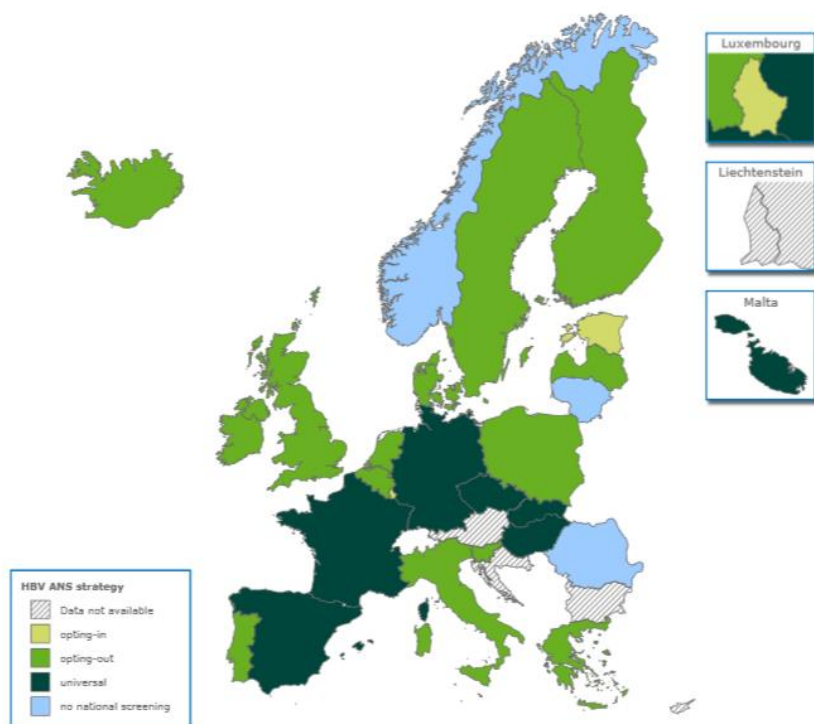 Luxembourg
Liechtenstein
Malta
HBV ANS strategy
Data not available
opting-in
opting-out
universal
no national screening